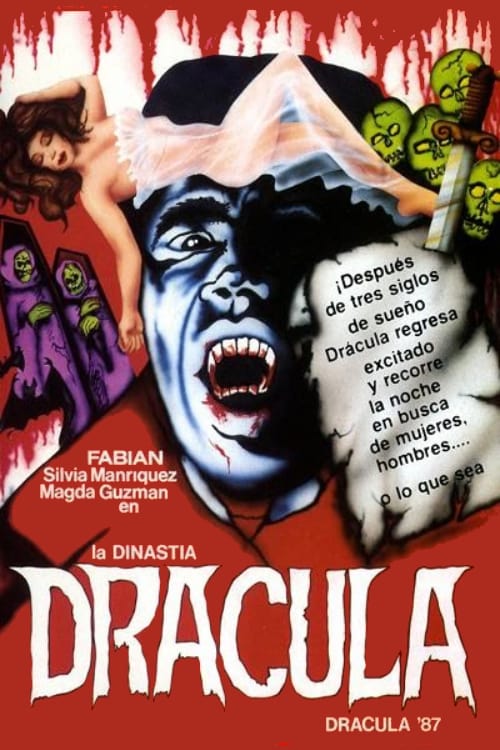 ¡Después
de tres siglos
de sueño
Drácula regresa
excitado
y recorre
la noche
en busca
de mujeres,
hombres....
o lo que sea
FABIAN
Silvia Manrıquez
Magda Guzman
en
la DINASTIA
DRACULA
DRACULA '87